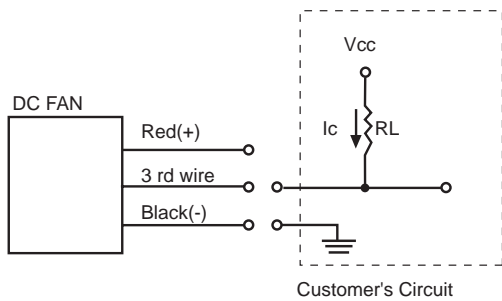 Vcc
DC FAN
Ic
RL
Red(+)
3 rd wire
Black(-)
Customer's Circuit